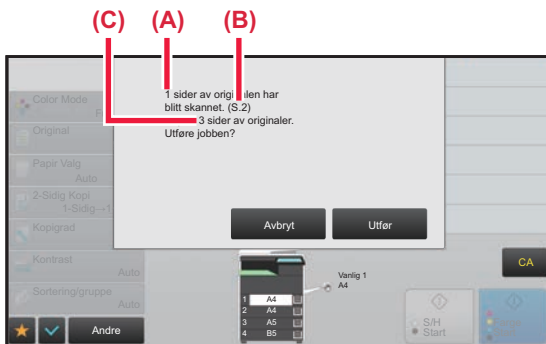 (C) (A) (B)
1 sider av originalen har
blitt skannet. (S.2)
3 sider av originaler.
Utføre jobben?
Avbryt Utfør
Color Mode
Original
Papir Valg
Auto
2-Sidig Kopi
1-Sidig→1
Kopigrad
Kontrast
Auto
Sortering/gruppe
Auto
Andre
Vanlig 1
A4
1 A4
2 A4
3 A5
4 B5
CA
S/H
Start